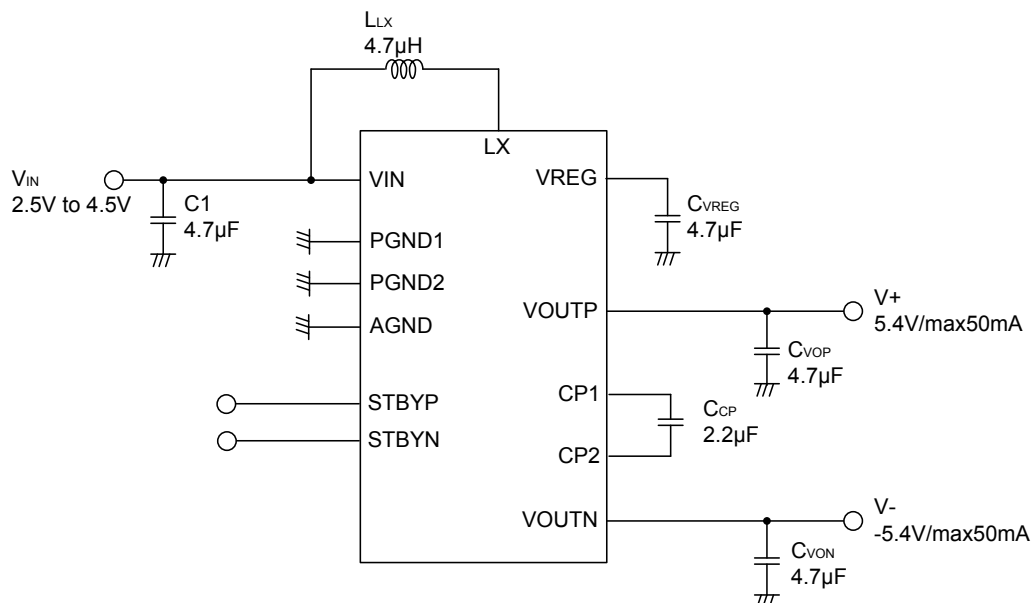 LLX
4.7µH
LX
VIN
2.5V to 4.5V
C1
4.7µF
VIN
PGND1
PGND2
AGND
STBYP
STBYN
VREG
CVREG
4.7µF
VOUTP
V+
5.4V/max50mA
CVOP
4.7µF
CP1
CP2
CCP
2.2µF
VOUTN
V-
-5.4V/max50mA
CVON
4.7µF